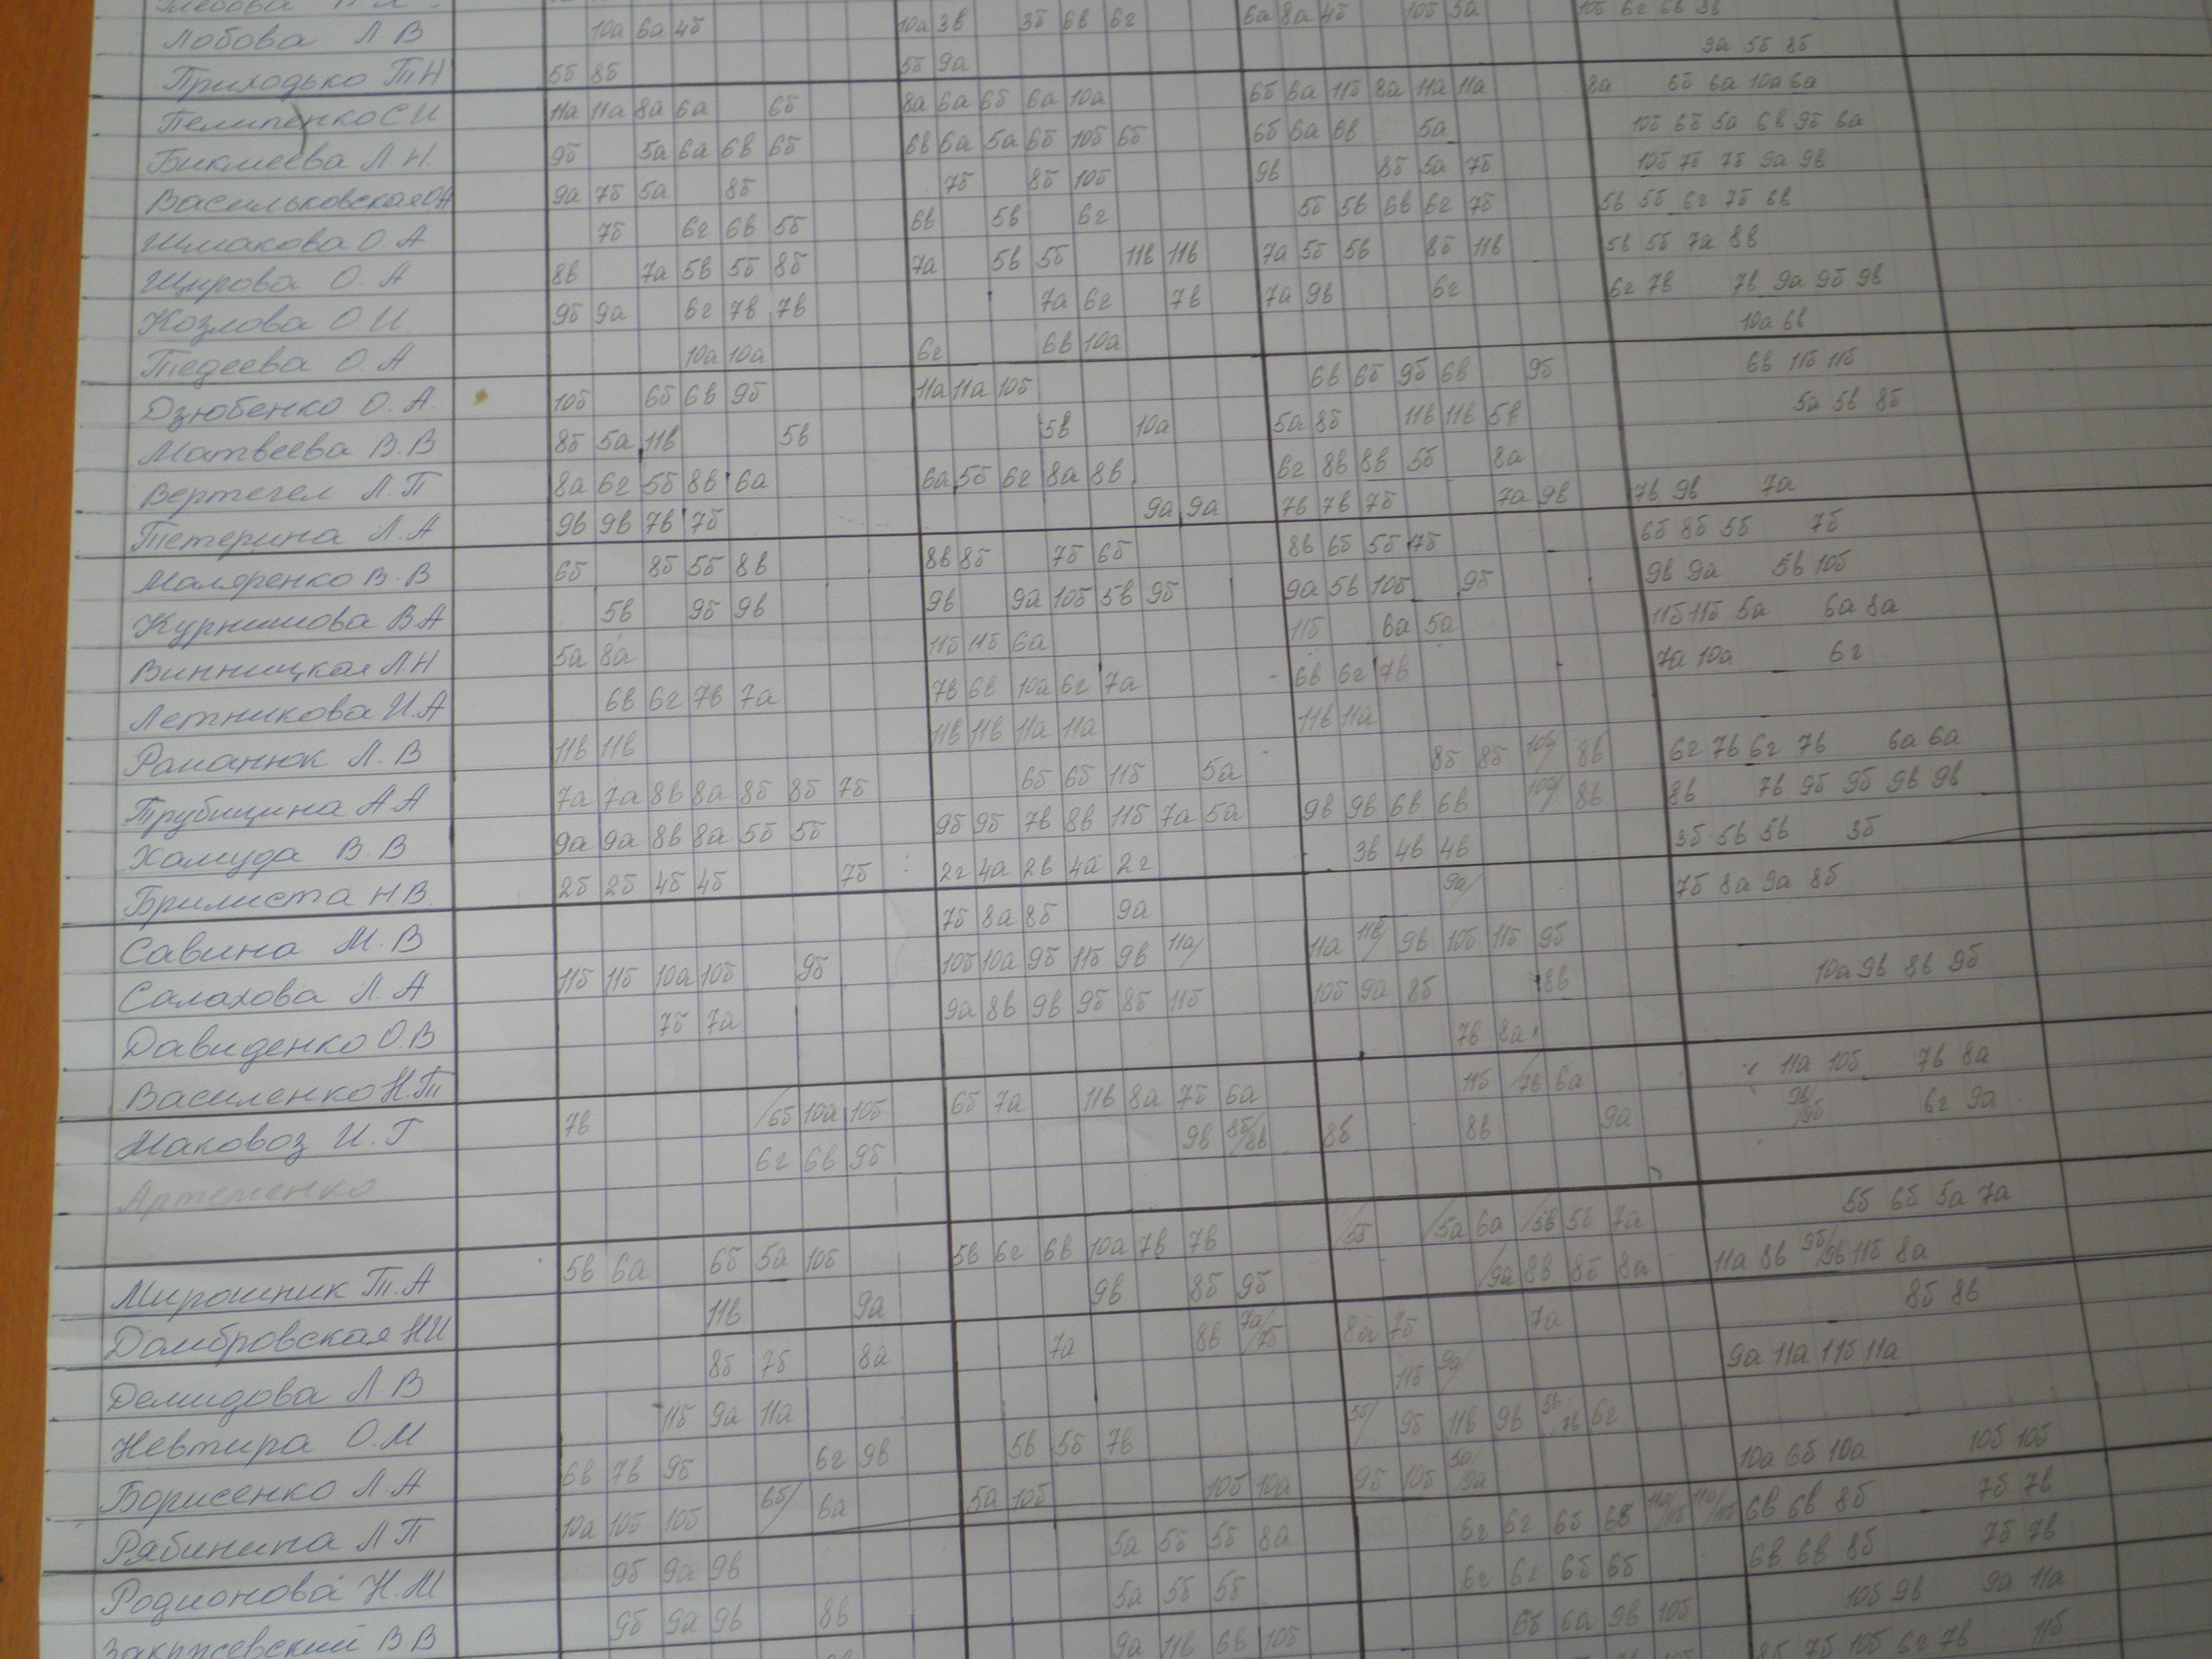 Лобова Л В 10а 6а 4б 10а 3в 3б 6в 6г 6а 8а 4б 10б 5а 10б 6г 6в 3в
Приходько Т Н 5б 8б 5б 9а 9а 5б 8б
Пелипенко С И 11а 11а 8а 6а 6б 8а 6а 6б 6а 10а 6б 6а 11б 8а 11а 11а 8а 6б 6а 10а 6а
Биклеева Л. Н. 9б 5а 6а 6в 6б 6в 6а 5а 6б 10б 6б 6б 6а 6в 5а 10б 6б 5а 6в 9б 6а
Васильковская О А 9а 7б 5а 8б 7б 8б 10б 9в 8б 5а 7б 10б 7б 7б 9а 9в
Шмакова О. А 7б 6г 6в 5б 6в 5в 6г 5б 5в 6в 6г 7б 5в 5б 6г 7б 6в
Щирова О. А 8в 7а 5в 5б 8б 7а 5в 5б 11в 11в 7а 5б 5в 8б 11в 5в 5б 7а 8в
Козлова О. И. 9б 9а 6г 7в 7в 7а 6г 7в 7а 9в 6г 6г 7в 7в 9а 9б 9в
Тедеева О. А 10а 10а 6г 6в 10а 10а 6в
Дзюбенко О. А. 10б 6б 6в 9б 11а 11а 10б 6в 6б 9б 6в 9б 6в 11б 11б
Матвеева В. В 8б 5а 11в 5в 5в 10а 5а 8б 11в 11в 5в 5а 5в 8б
Вертегел Л. П 8а 6г 5б 8в 6а 6а 5б 6г 8а 8в 6г 8в 8в 5б 8а
Тетерина Л. А 9в 9в 7в 7б 9а 9а 7в 7в 7б 7а 9в 7в 9в 7а
Маляренко В. В 6б 8б 5б 8в 8в 8б 7б 6б 8в 6б 5б 7б 6б 8б 5б 7б
Курнишова В. А 5в 9б 9в 9в 9а 10б 5в 9б 9а 5в 10б 9б 9в 9а 5в 10б
Винницкая Л Н 5а 8а 11б 11б 6а 11б 6а 5а 11б 11б 5а 6а 8а
Летникова И. А 6в 6г 7в 7а 7в 6в 10а 6г 7а 6в 6г 7в 7а 10а 6г
Романюк Л. В 11в 11в 11в 11в 11а 11а 11в 11а
Трубицина А А 7а 7а 8в 8а 8б 8б 7б 6б 6б 11б 5а 8б 8б 10б/ 8в 6г 7в 6г 7в 6а 6а
Хамуда В. В 9а 9а 8в 8а 5б 5б 9б 9б 7в 8в 11б 7а 5а 9в 9в 6в 6в 10б/ 8в 8в 7в 9б 9б 9в 9в
Брилиста Н. В. 2б 2б 4б 4б 7б 2г 4а 2в 4а 2г 3в 4в 4в 3б 5в 5в 3б
Савина М. В 7б 8а 8б 9а 9а/ 7б 8а 9а 8б
Салахова Л. А 11б 11б 10а 10б 9б 10б 10а 9б 11б 9в 11а/ 11а 11в/ 9в 10б 11б 9б
Давиденко О. В 7б 7а 9а 8в 9в 9б 8б 11б 10б 9а 8б 8в 10а 9в 8в 9б
Василенко Н. Т 7в 8а
Маковоз И. Г 7в /6б 10а 10б 6б 7а 11в 8а 7б 6а 11б /7в 6а 11а 10б 7в 8а
Артеменко 6г 6в 9б 9в 8б/8в 8в 8в 9а 9в/9б 6г 9а
Мирошник Т. А 5в 6а 6б 5а 10б 5в 6г 6в 10а 7в 7в /5б /5а 6а /5в 5б 7а 5б 6б 5а 7а
Домбровская Н И 11в 9а 9в 8б 9б /9а 8в 8б 8а 11а 8в 9б/9в 11б 8а
Демидова Л. В 8б 7б 8а 7а 8в 7а/7б 8а 7б 7а 8б 8в
Невтира О. М 11б 9а 11а 11б 9а/ 9а 11а 11б 11а
Борисенко Л А 6в 7в 9б 6г 9в 5в 5б 7в 5б/ 9б 11в 9в 5в/7в 6г
Рябинина Л П 10а 10б 10б 6б/ 6а 5а 10б 10б 10а 9б 10б 5а/9а 10а 6б 10а 10б 10б
Родионова Н. М 9б 9а 9в 5а 5б 5б 8а 6г 6г 6б 6б 11а/11б 11а/11б 6в 6в 8б 7б 7в
Закржевский В В 9б 9а 9в 8в 5а 5б 5б 6г 6г 6б 6б 6в 6в 8б 7б 7в
9а 11в 6в 10б 6б 6а 9в 10б 10б 9в 9а 11а
8б 7б 10б 6г 7в 11б